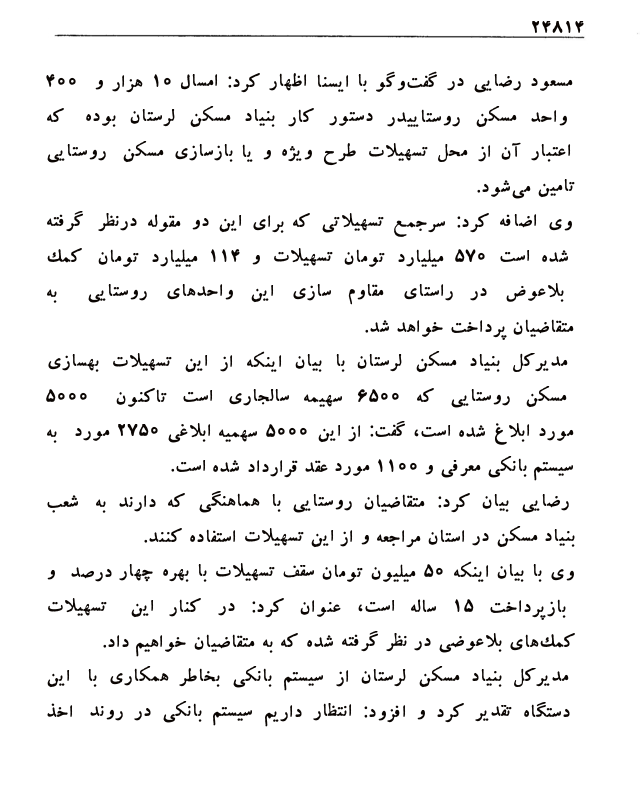 ۲۴۸۱۴
مسعود رضایی در گفت‌وگو با ایسنا اظهار کرد: امسال ۱۰ هزار و ۴۰۰
واحد مسکن روستاییدر دستور کار بنیاد مسکن لرستان بوده که
اعتبار آن از محل تسهیلات طرح ویژه و یا بازسازی مسکن روستایی
تامین می‌شود.
وی اضافه کرد: سرجمع تسهیلاتی که برای این دو مقوله درنظر گرفته
شده است ۵۷۰ میلیارد تومان تسهیلات و ۱۱۴ میلیارد تومان کمك
بلاعوض در راستای مقاوم سازی این واحدهای روستایی به
متقاضیان پرداخت خواهد شد.
مدیرکل بنیاد مسکن لرستان با بیان اینکه از این تسهیلات بهسازی
مسکن روستایی که ۶۵۰۰ سهیمه سالجاری است تاکنون ۵۰۰۰
مورد ابلاغ شده است، گفت: از این ۵۰۰۰ سهمیه ابلاغی ۲۷۵۰ مورد به
سیستم بانکی معرفی و ۱۱۰۰ مورد عقد قرارداد شده است.
رضایی بیان کرد: متقاضیان روستایی با هماهنگی که دارند به شعب
بنیاد مسکن در استان مراجعه و از این تسهیلات استفاده کنند.
وی با بیان اینکه ۵۰ میلیون تومان سقف تسهیلات با بهره چهار درصد و
بازپرداخت ۱۵ ساله است، عنوان کرد: در کنار این تسهیلات
کمك‌های بلاعوضی در نظر گرفته شده که به متقاضیان خواهیم داد.
مدیرکل بنیاد مسکن لرستان از سیستم بانکی بخاطر همکاری با این
دستگاه تقدیر کرد و افزود: انتظار داریم سیستم بانکی در روند اخذ